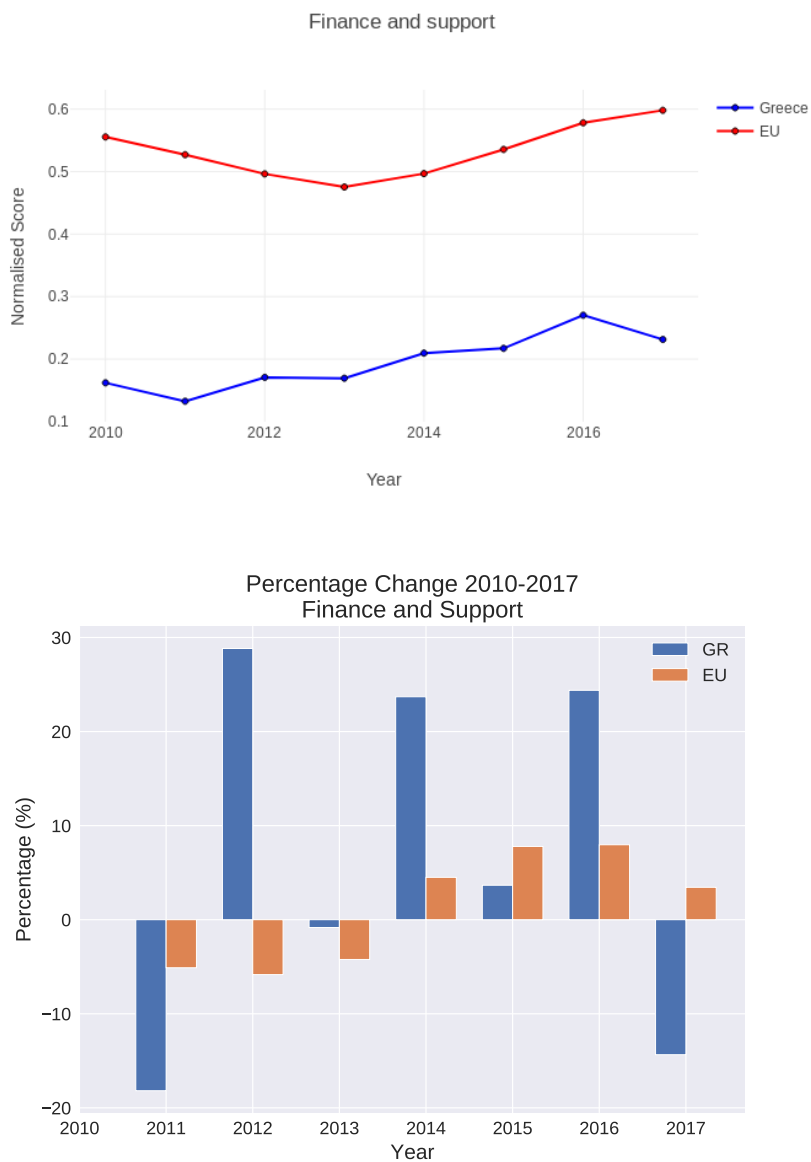 Finance and support
0.6
0.5
0.4
0.3
0.2
0.1
Normalised Score
2010 2012 2014 2016
Year
Greece
EU
Percentage Change 2010-2017
Finance and Support
30
20
10
0
−10
−20
Percentage (%)
2010 2011 2012 2013 2014 2015 2016 2017
Year
GR
EU